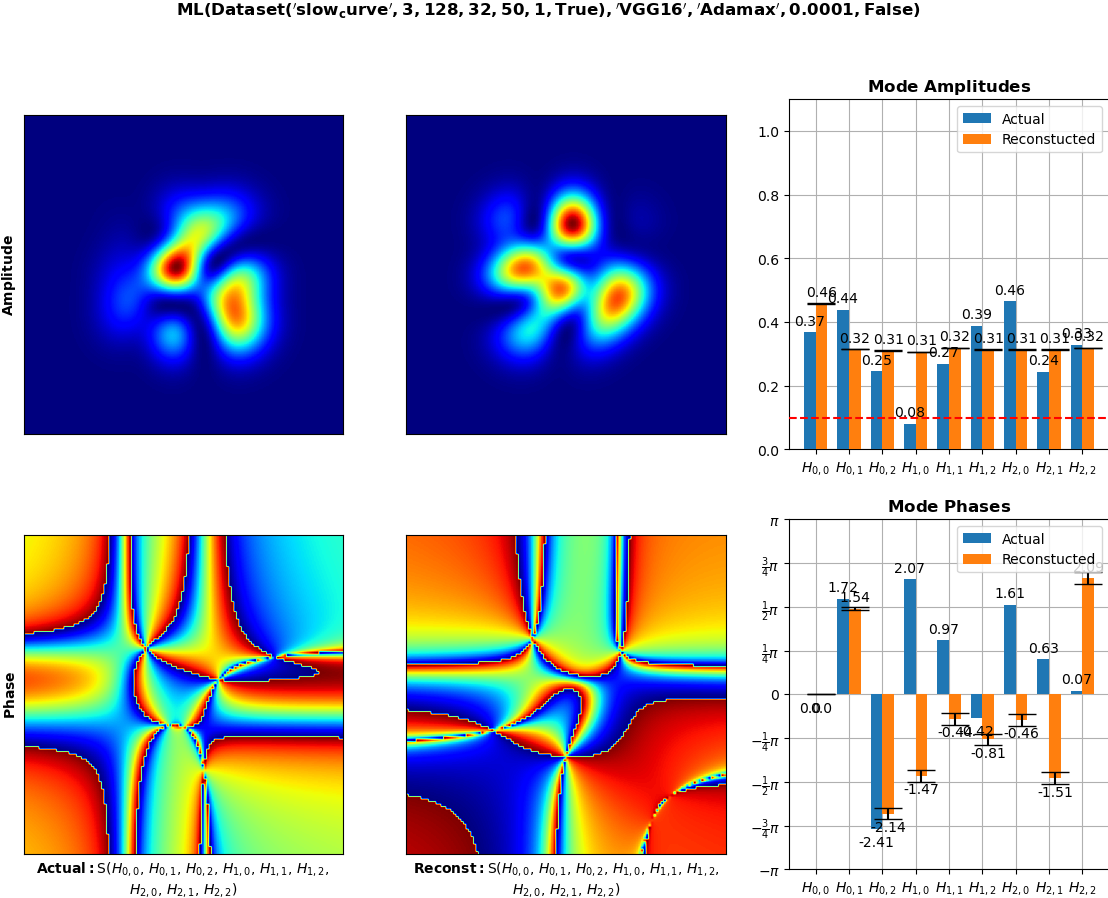 ML(Dataset('slow_curve', 3, 128, 32, 50, 1, True), 'VGG16', 'Adamax', 0.0001, False)
Amplitude
Mode Amplitudes
Actual
Reconstucted
1.0
0.8
0.6
0.4
0.2
0.0
0.37 0.44 0.25 0.08 0.27 0.39 0.46 0.24 0.33
0.46 0.32 0.31 0.31 0.32 0.31 0.31 0.31 0.32
H0,0 H0,1 H0,2 H1,0 H1,1 H1,2 H2,0 H2,1 H2,2
Phase
Actual: S(H0,0, H0,1, H0,2, H1,0, H1,1, H1,2,
H2,0, H2,1, H2,2)
Reconst: S(H0,0, H0,1, H0,2, H1,0, H1,1, H1,2,
H2,0, H2,1, H2,2)
Mode Phases
Actual
Reconstucted
π
3/4π
1/2π
1/4π
0
−1/4π
−1/2π
−3/4π
−π
0.0 1.72 -2.41 2.07 0.97 -0.42 1.61 0.63 0.07
0.0 1.54 -2.14 -1.47 -0.44 -0.81 -0.46 -1.51
H0,0 H0,1 H0,2 H1,0 H1,1 H1,2 H2,0 H2,1 H2,2